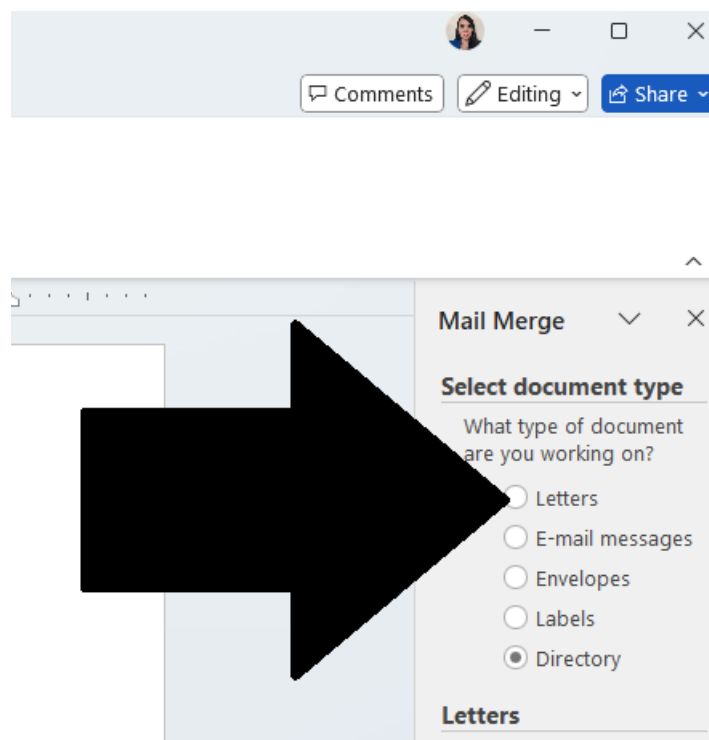 Comments
Editing
Share
Mail Merge
Select document type
What type of document
are you working on?
Letters
E-mail messages
Envelopes
Labels
Directory
Letters